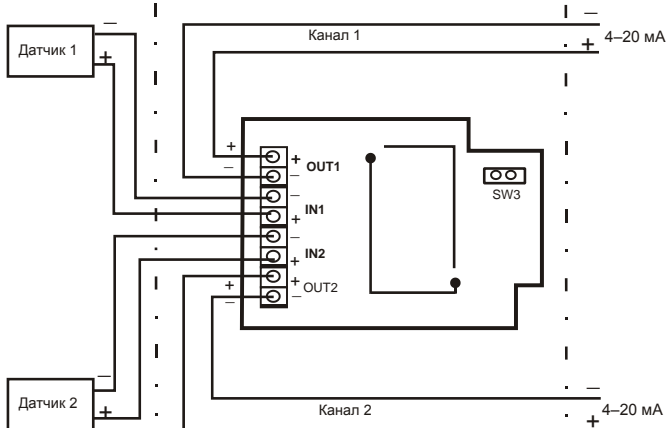 Датчик 1
−
+
Канал 1
−
+
4–20 мА
+
−
+
−
OUT1
−
+
IN1
−
+
IN2
+
−
OUT2
+
−
SW3
Датчик 2
−
+
Канал 2
−
+
4–20 мА